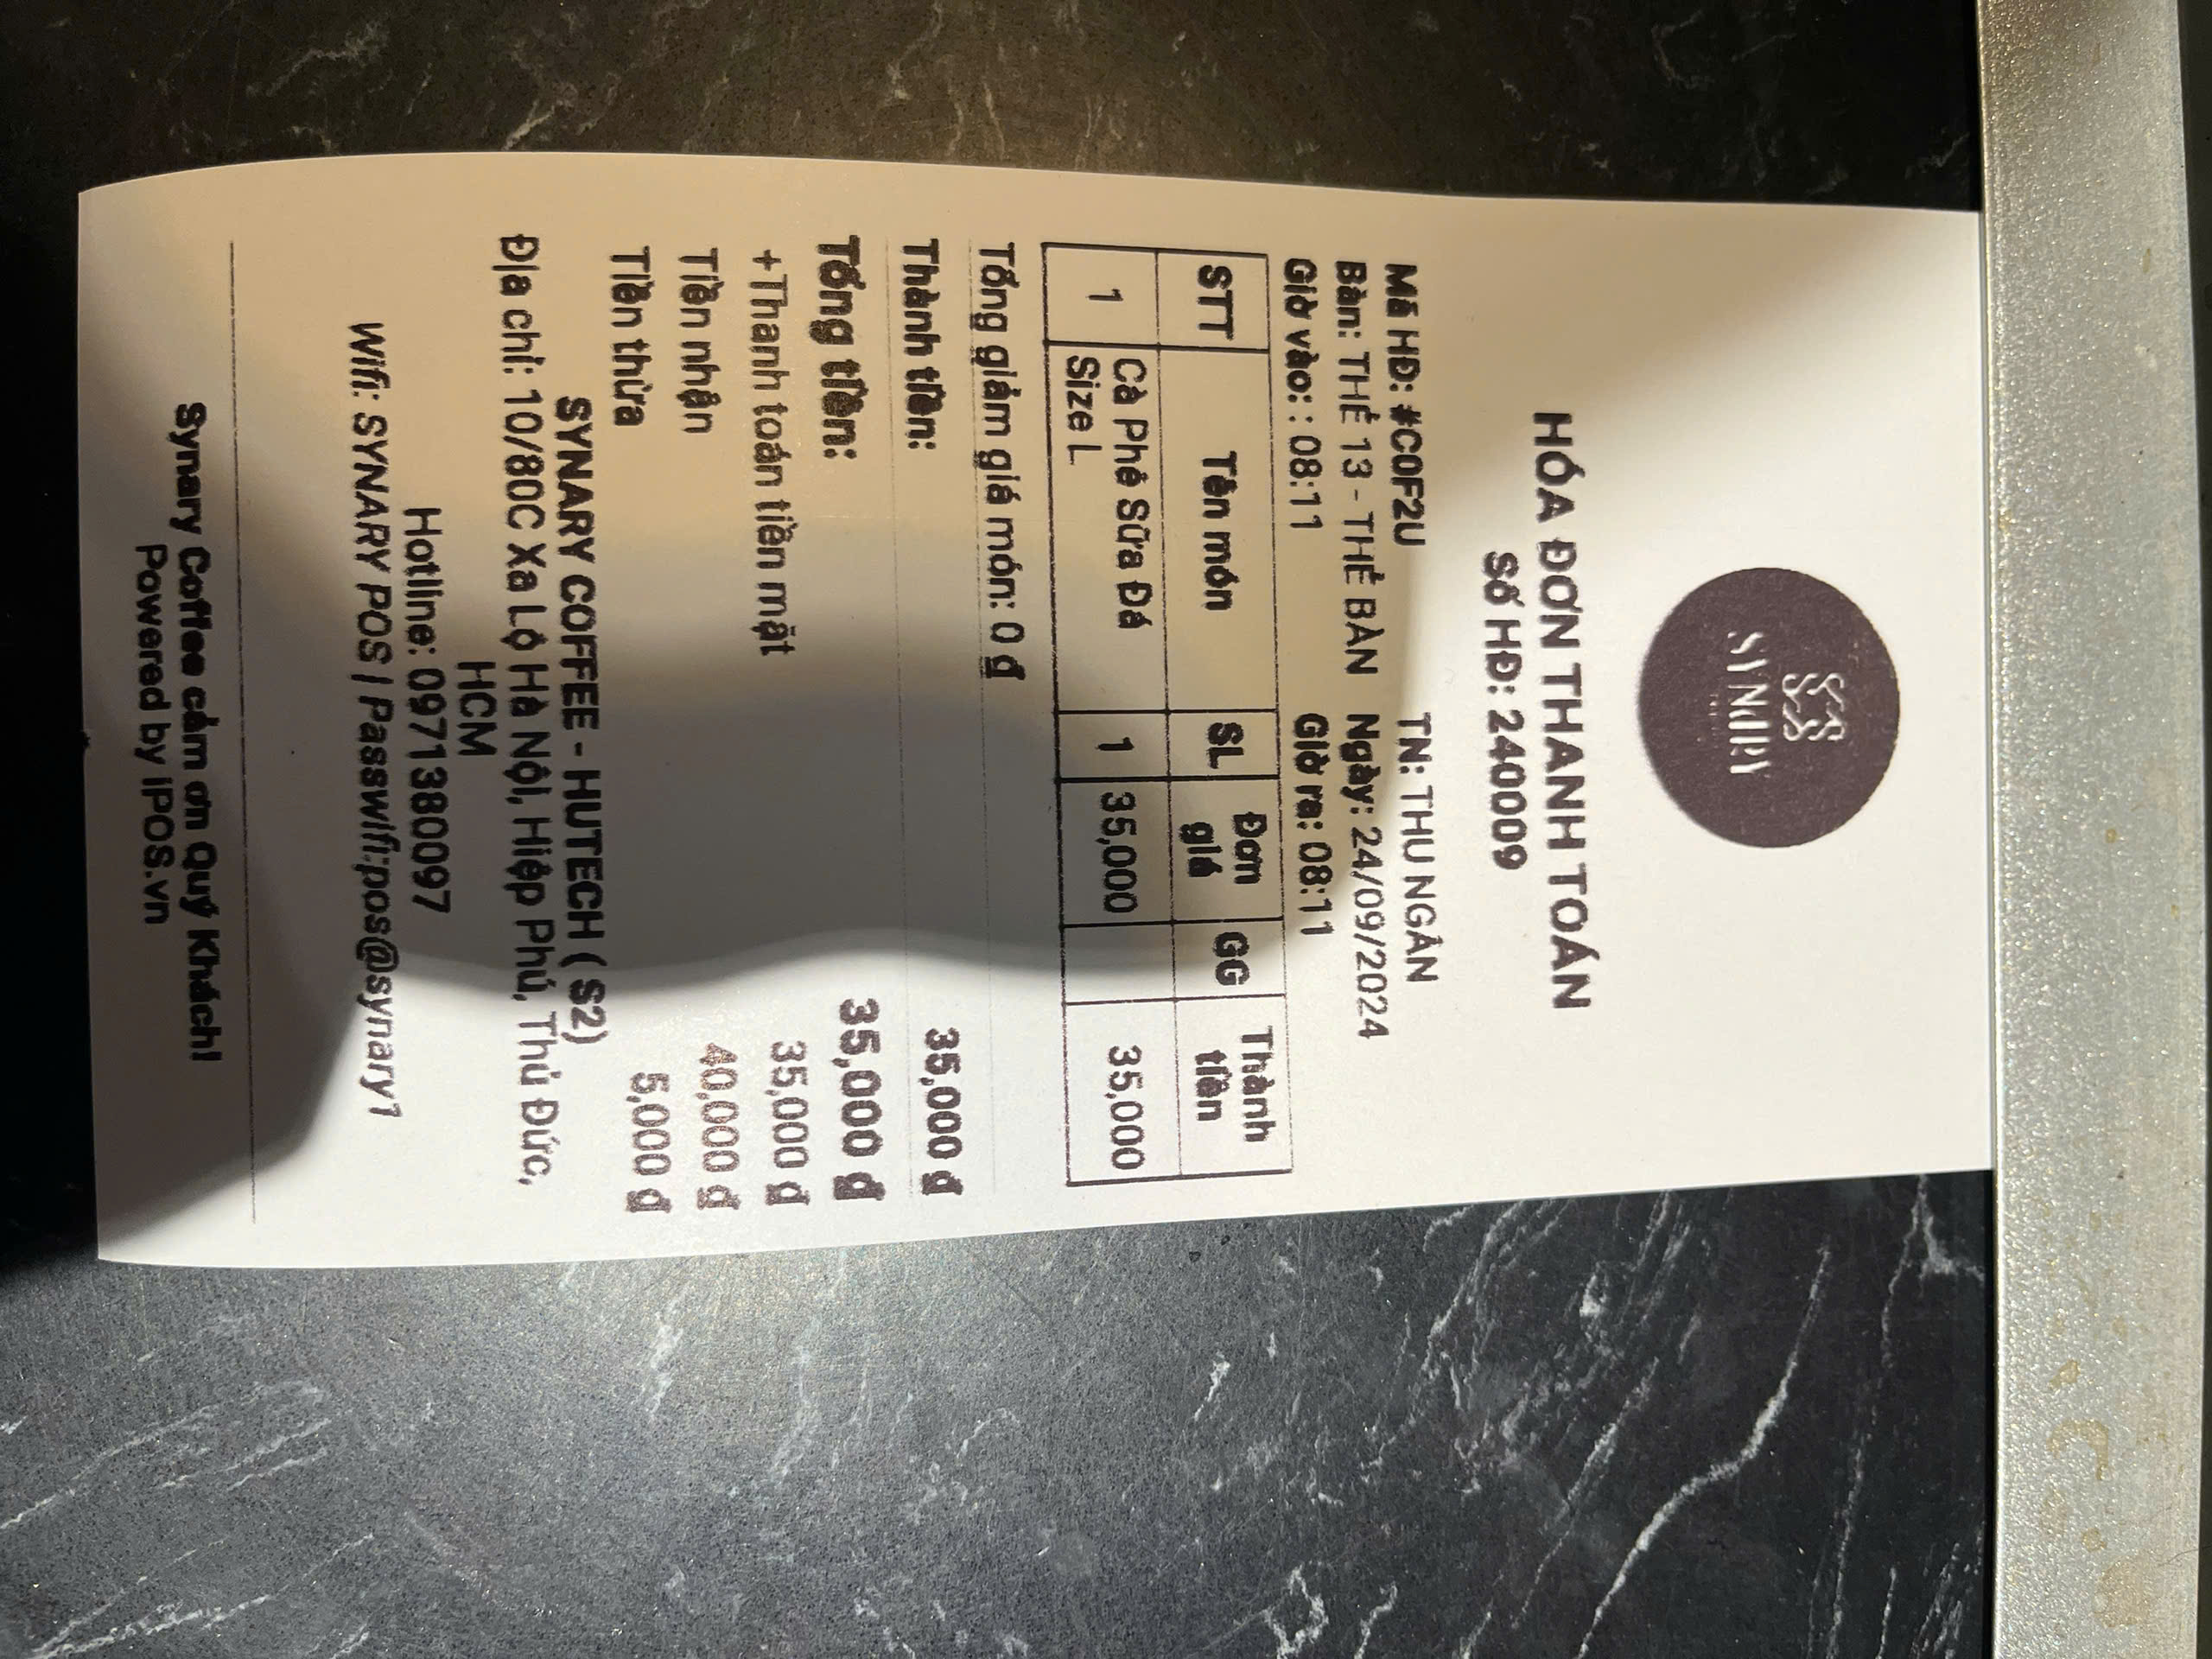 SYNARY
HÓA ĐƠN THANH TOÁN
Số HĐ: 240009
Mã HĐ: #C0F2U TN: THU NGÂN
Bàn: THẺ 13 - THẺ BÀN Ngày: 24/09/2024
Giờ vào: : 08:11 Giờ ra: 08:11
STT Tên món SL Đơn giá GG Thành tiền
1 Cà Phê Sữa Đá 1 35,000 35,000
Size L
Tổng giảm giá món: 0 đ
Thành tiền: 35,000 đ
Tổng tiền: 35,000 đ
+Thanh toán tiền mặt 35,000 đ
Tiền nhận 40,000 đ
Tiền thừa 5,000 đ
SYNARY COFFEE - HUTECH ( S2)
Địa chỉ: 10/80C Xa Lộ Hà Nội, Hiệp Phú, Thủ Đức,
HCM
Hotline: 0971380097
Wifi: SYNARY POS | Passwifi:pos@synary1
Synary Coffee cảm ơn Quý Khách!
Powered by iPOS.vn